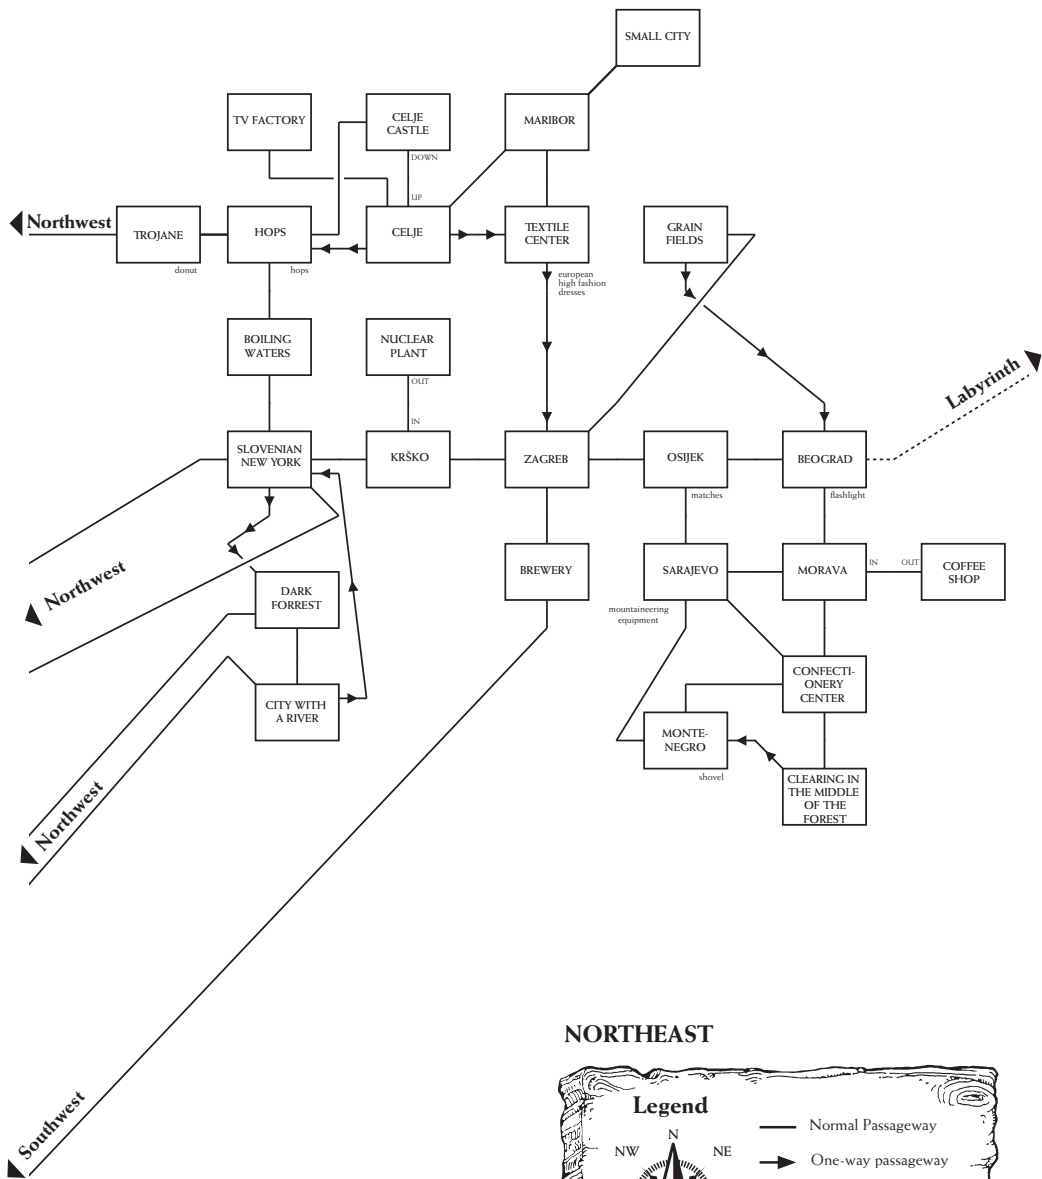 SMALL CITY
TV FACTORY
CELJE
CASTLE
MARIBOR
DOWN
UP
Northwest
TROJANE
HOPS
CELJE
TEXTILE
CENTER
GRAIN
FIELDS
donut
hops
european
high fashion
dresses
BOILING
WATERS
NUCLEAR
PLANT
OUT
IN
Labyrinth
SLOVENIAN
NEW YORK
KRŠKO
ZAGREB
OSIJEK
BEOGRAD
matches
flashlight
Northwest
BREWERY
SARAJEVO
MORAVA
IN
OUT
COFFEE
SHOP
DARK
FORREST
mountaineering
equipment
CONFECTI-
ONERY
CENTER
CITY WITH
A RIVER
MONTE-
NEGRO
shovel
CLEARING IN
THE MIDDLE
OF THE
FOREST
Northwest
Southwest
NORTHEAST
Legend
N
NW
NE
Normal Passageway
One-way passageway